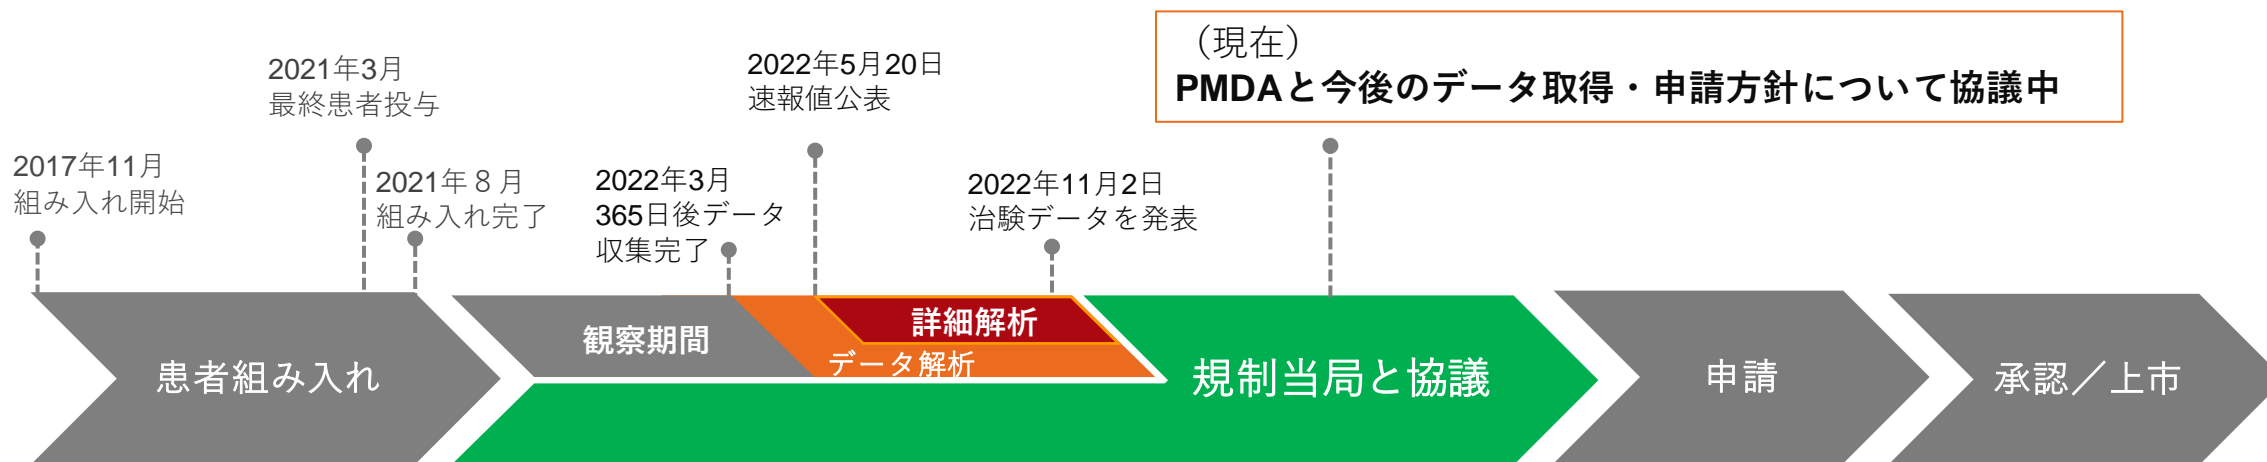 2017年11月
組み入れ開始
2021年3月
最終患者投与
2021年８月
組み入れ完了
2022年3月
365日後データ
収集完了
2022年5月20日
速報値公表
2022年11月2日
治験データを発表
（現在）
PMDAと今後のデータ取得・申請方針について協議中
患者組み入れ
観察期間
データ解析
詳細解析
規制当局と協議
申請
承認／上市